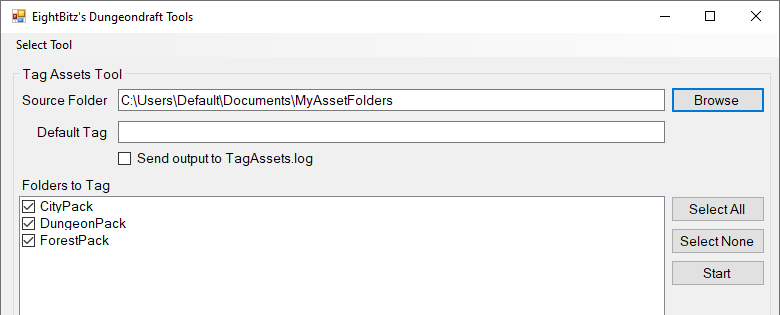 EightBitz's Dungeondraft Tools
Select Tool
Tag Assets Tool
Source Folder C:\Users\Default\Documents\MyAssetFolders Browse
Default Tag
Send output to TagAssets.log
Folders to Tag
CityPack Select All
DungeonPack
ForestPack Select None
Start